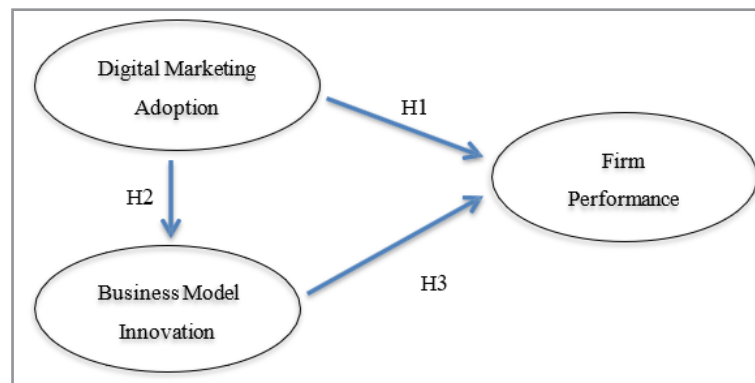 Digital Marketing
Adoption
H1
Firm
Performance
H2
Business Model
Innovation
H3